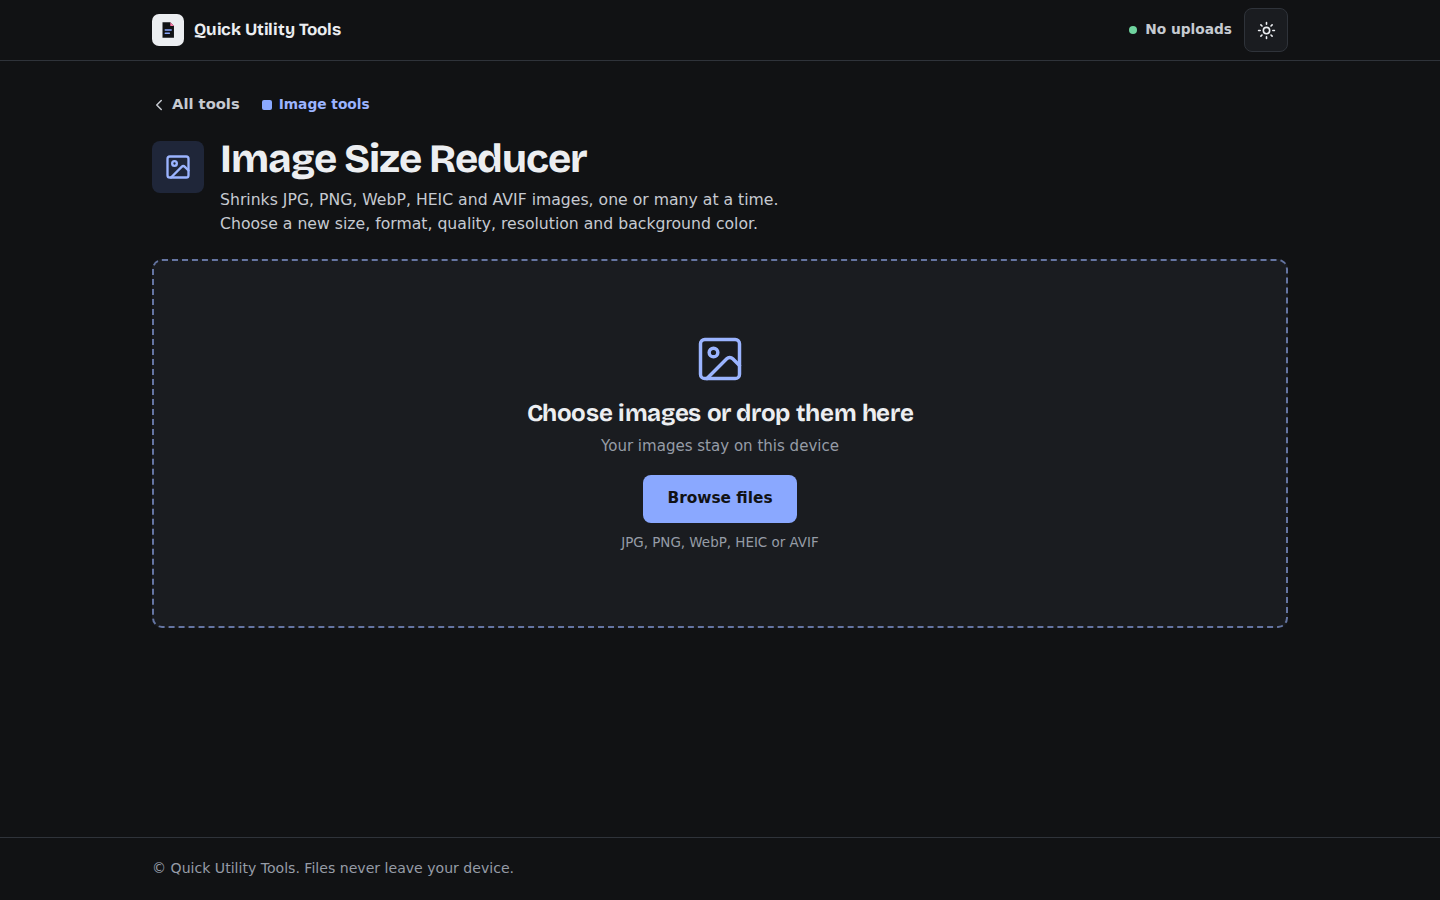 Quick Utility Tools
No uploads
All tools
Image tools
Image Size Reducer
Shrinks JPG, PNG, WebP, HEIC and AVIF images, one or many at a time.
Choose a new size, format, quality, resolution and background color.
Choose images or drop them here
Your images stay on this device
Browse files
JPG, PNG, WebP, HEIC or AVIF
© Quick Utility Tools. Files never leave your device.